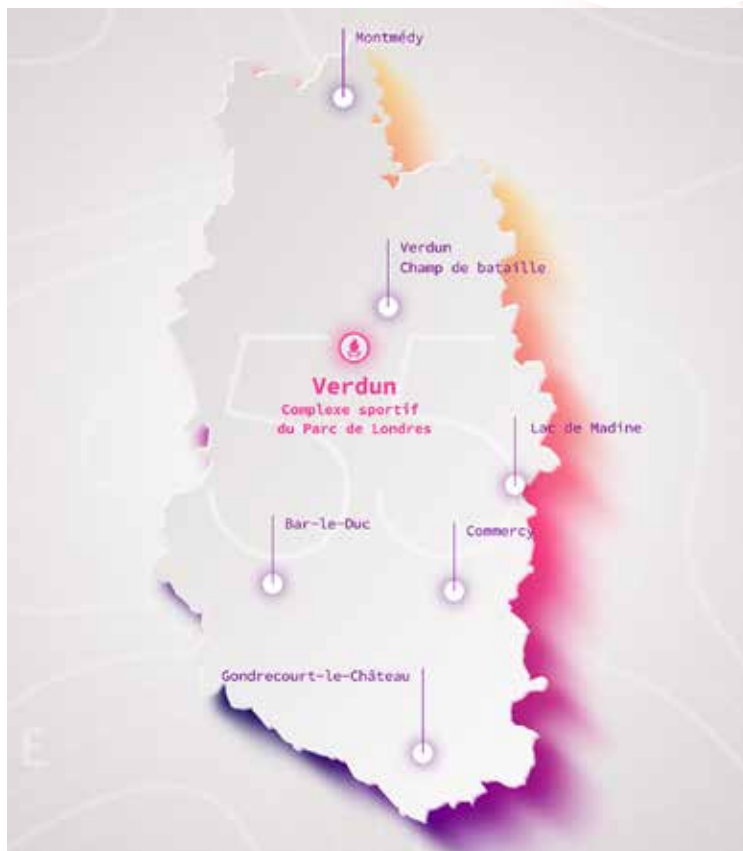 Montmédy
Verdun
Champ de bataille
55
Verdun
Complexe sportif
du Parc de Londres
Lac de Madine
Bar-le-Duc
Commercy
Gondrecourt-le-Château
E